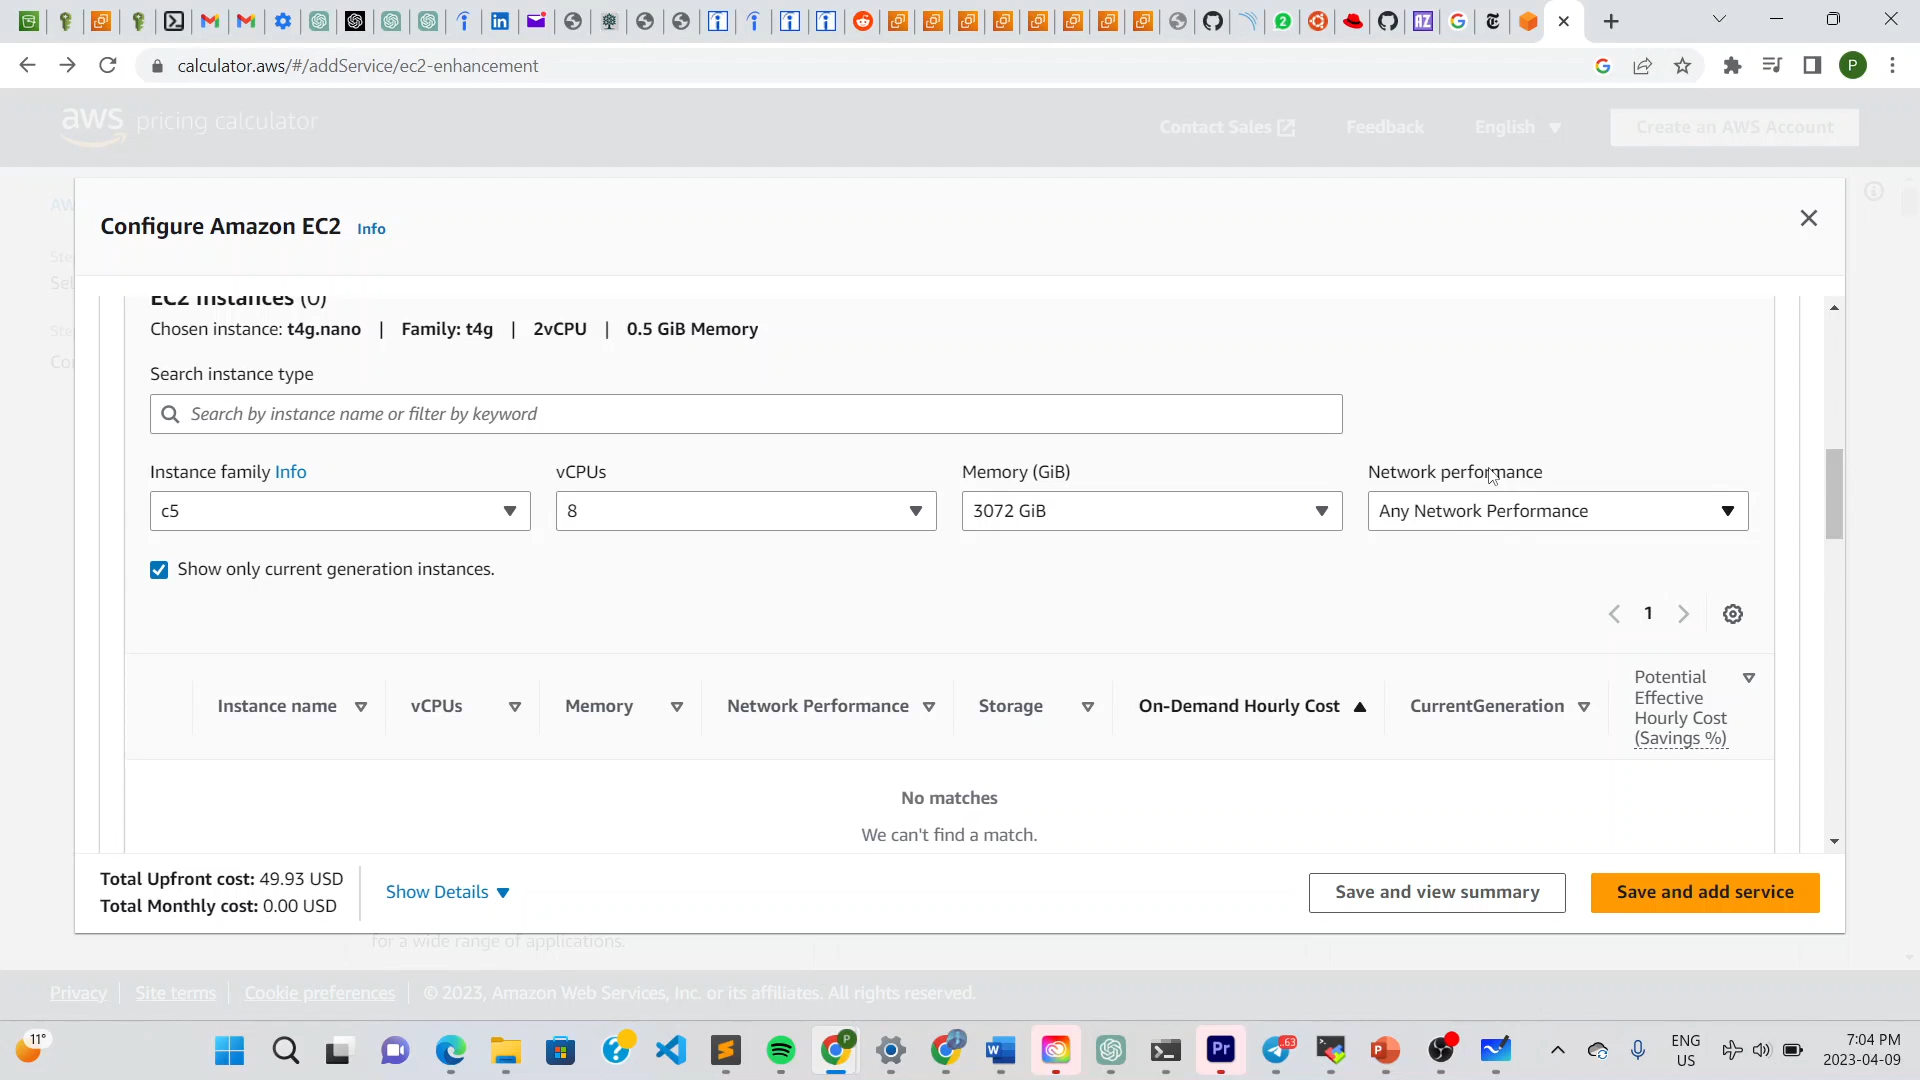 calculator.aws/#/addService/ec2-enhancement
P
aws pricing calculator
Contact Sales
Feedback
English
Create an AWS Account
Configure Amazon EC2 Info
EC2 Instances (0)
Chosen instance: t4g.nano | Family: t4g | 2vCPU | 0.5 GiB Memory
Search instance type
Search by instance name or filter by keyword
Instance family Info
vCPUs
Memory (GiB)
Network performance
c5
8
3072 GiB
Any Network Performance
Show only current generation instances.
1
Instance name
vCPUs
Memory
Network Performance
Storage
On-Demand Hourly Cost
CurrentGeneration
Potential
Effective
Hourly Cost
(Savings %)
No matches
We can't find a match.
Total Upfront cost: 49.93 USD
Total Monthly cost: 0.00 USD
Show Details
Save and view summary
Save and add service
for a wide range of applications.
Privacy
Site terms
Cookie preferences
© 2023, Amazon Web Services, Inc. or its affiliates. All rights reserved.
11°
ENG
US
7:04 PM
2023-04-09